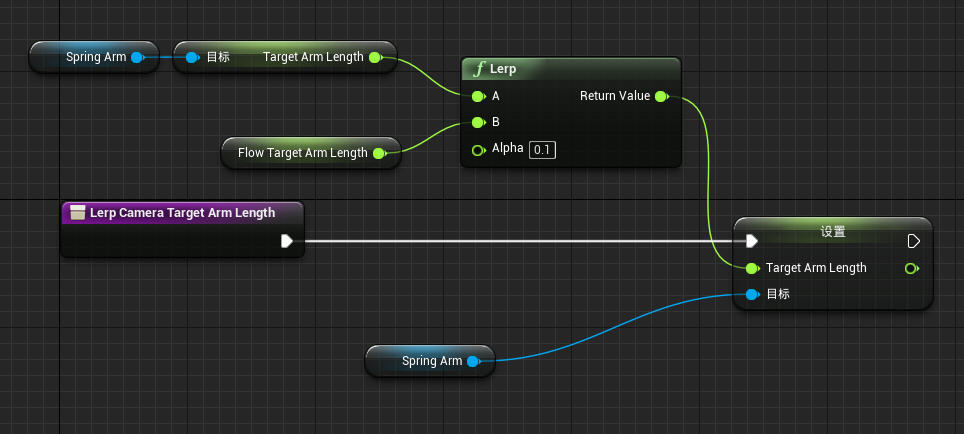 Spring Arm
目标 Target Arm Length
Lerp
A Return Value
B
Alpha 0.1
Flow Target Arm Length
Lerp Camera Target Arm Length
设置
Target Arm Length
目标
Spring Arm